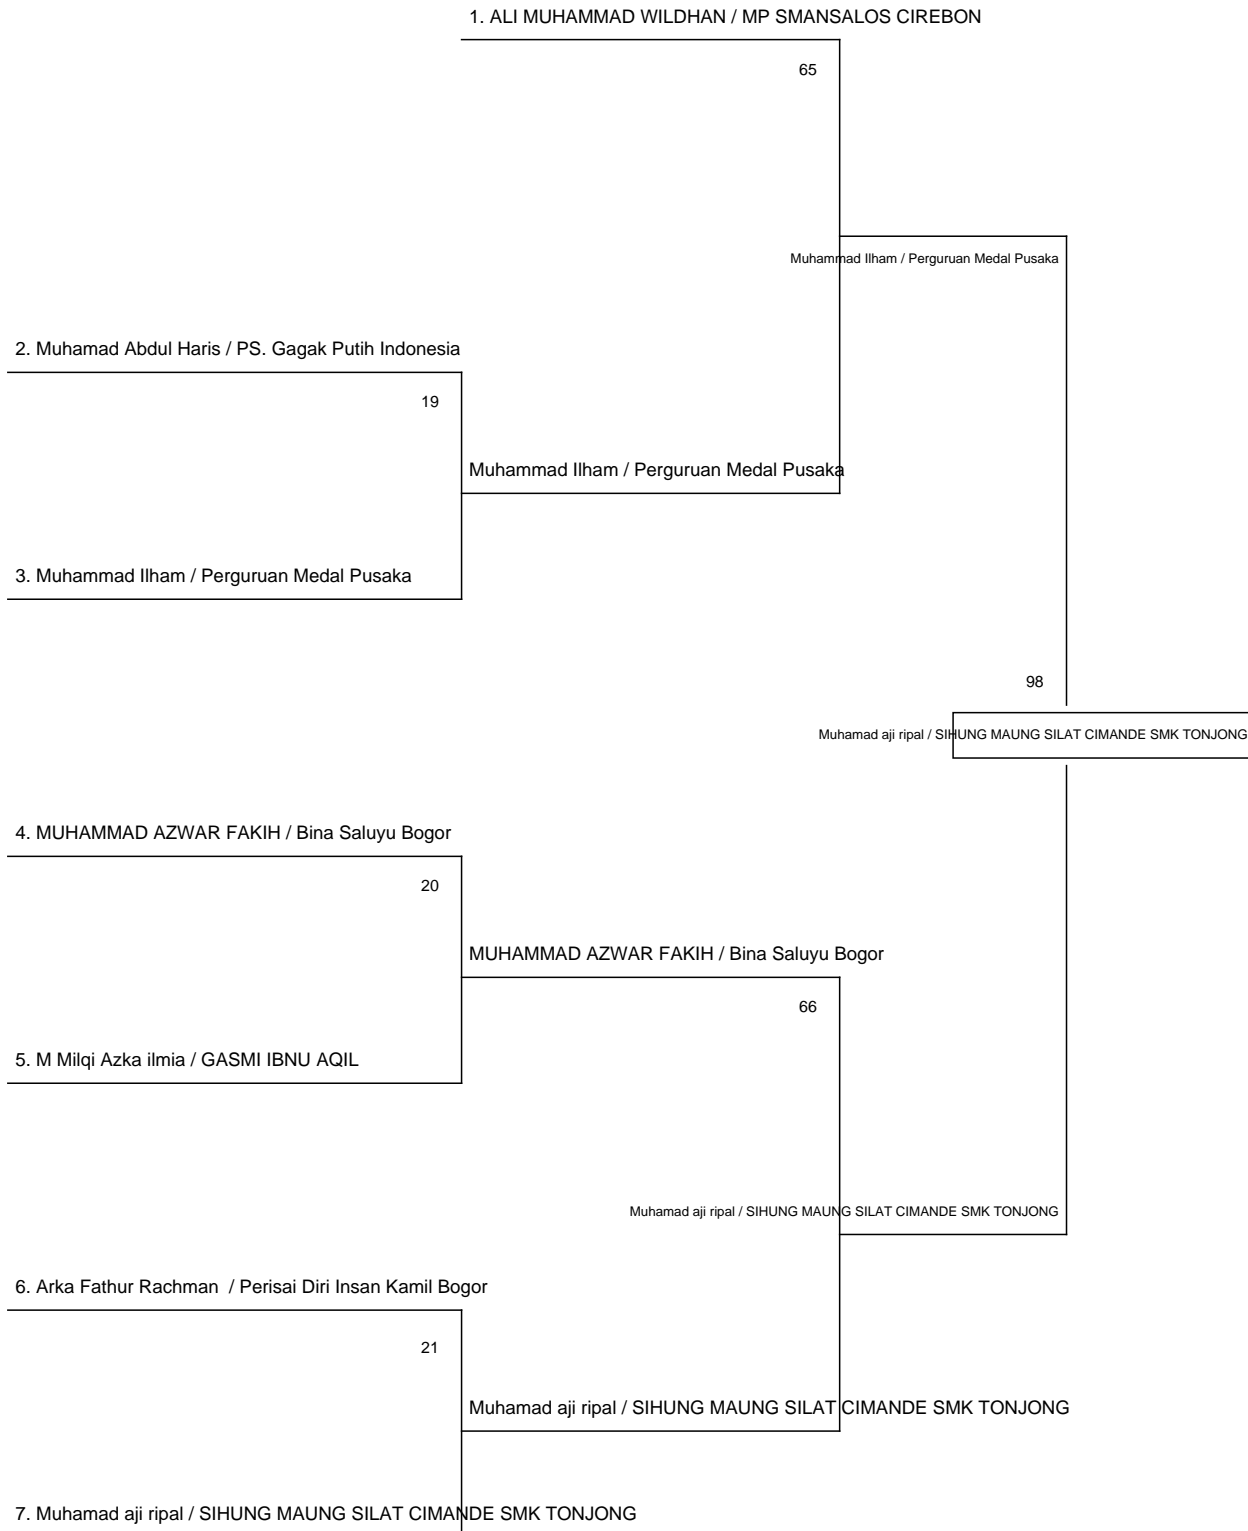 1. ALI MUHAMMAD WILDHAN / MP SMANSALOS CIREBON
65
Muhammad Ilham / Perguruan Medal Pusaka
2. Muhamad Abdul Haris / PS. Gagak Putih Indonesia
19
Muhammad Ilham / Perguruan Medal Pusaka
3. Muhammad Ilham / Perguruan Medal Pusaka
98
Muhamad aji ripal / SIHUNG MAUNG SILAT CIMANDE SMK TONJONG
4. MUHAMMAD AZWAR FAKIH / Bina Saluyu Bogor
20
MUHAMMAD AZWAR FAKIH / Bina Saluyu Bogor
66
5. M Milqi Azka ilmia / GASMI IBNU AQIL
Muhamad aji ripal / SIHUNG MAUNG SILAT CIMANDE SMK TONJONG
6. Arka Fathur Rachman  / Perisai Diri Insan Kamil Bogor
21
Muhamad aji ripal / SIHUNG MAUNG SILAT CIMANDE SMK TONJONG
7. Muhamad aji ripal / SIHUNG MAUNG SILAT CIMANDE SMK TONJONG